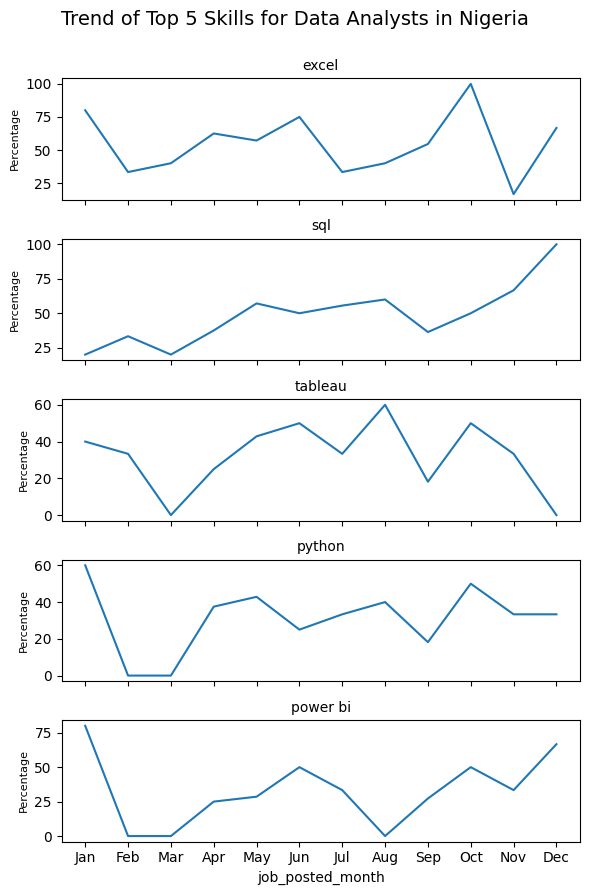 Trend of Top 5 Skills for Data Analysts in Nigeria
excel
Percentage
100
75
50
25
sql
Percentage
100
75
50
25
tableau
Percentage
60
40
20
0
python
Percentage
60
40
20
0
power bi
Percentage
75
50
25
0
Jan Feb Mar Apr May Jun Jul Aug Sep Oct Nov Dec
job_posted_month